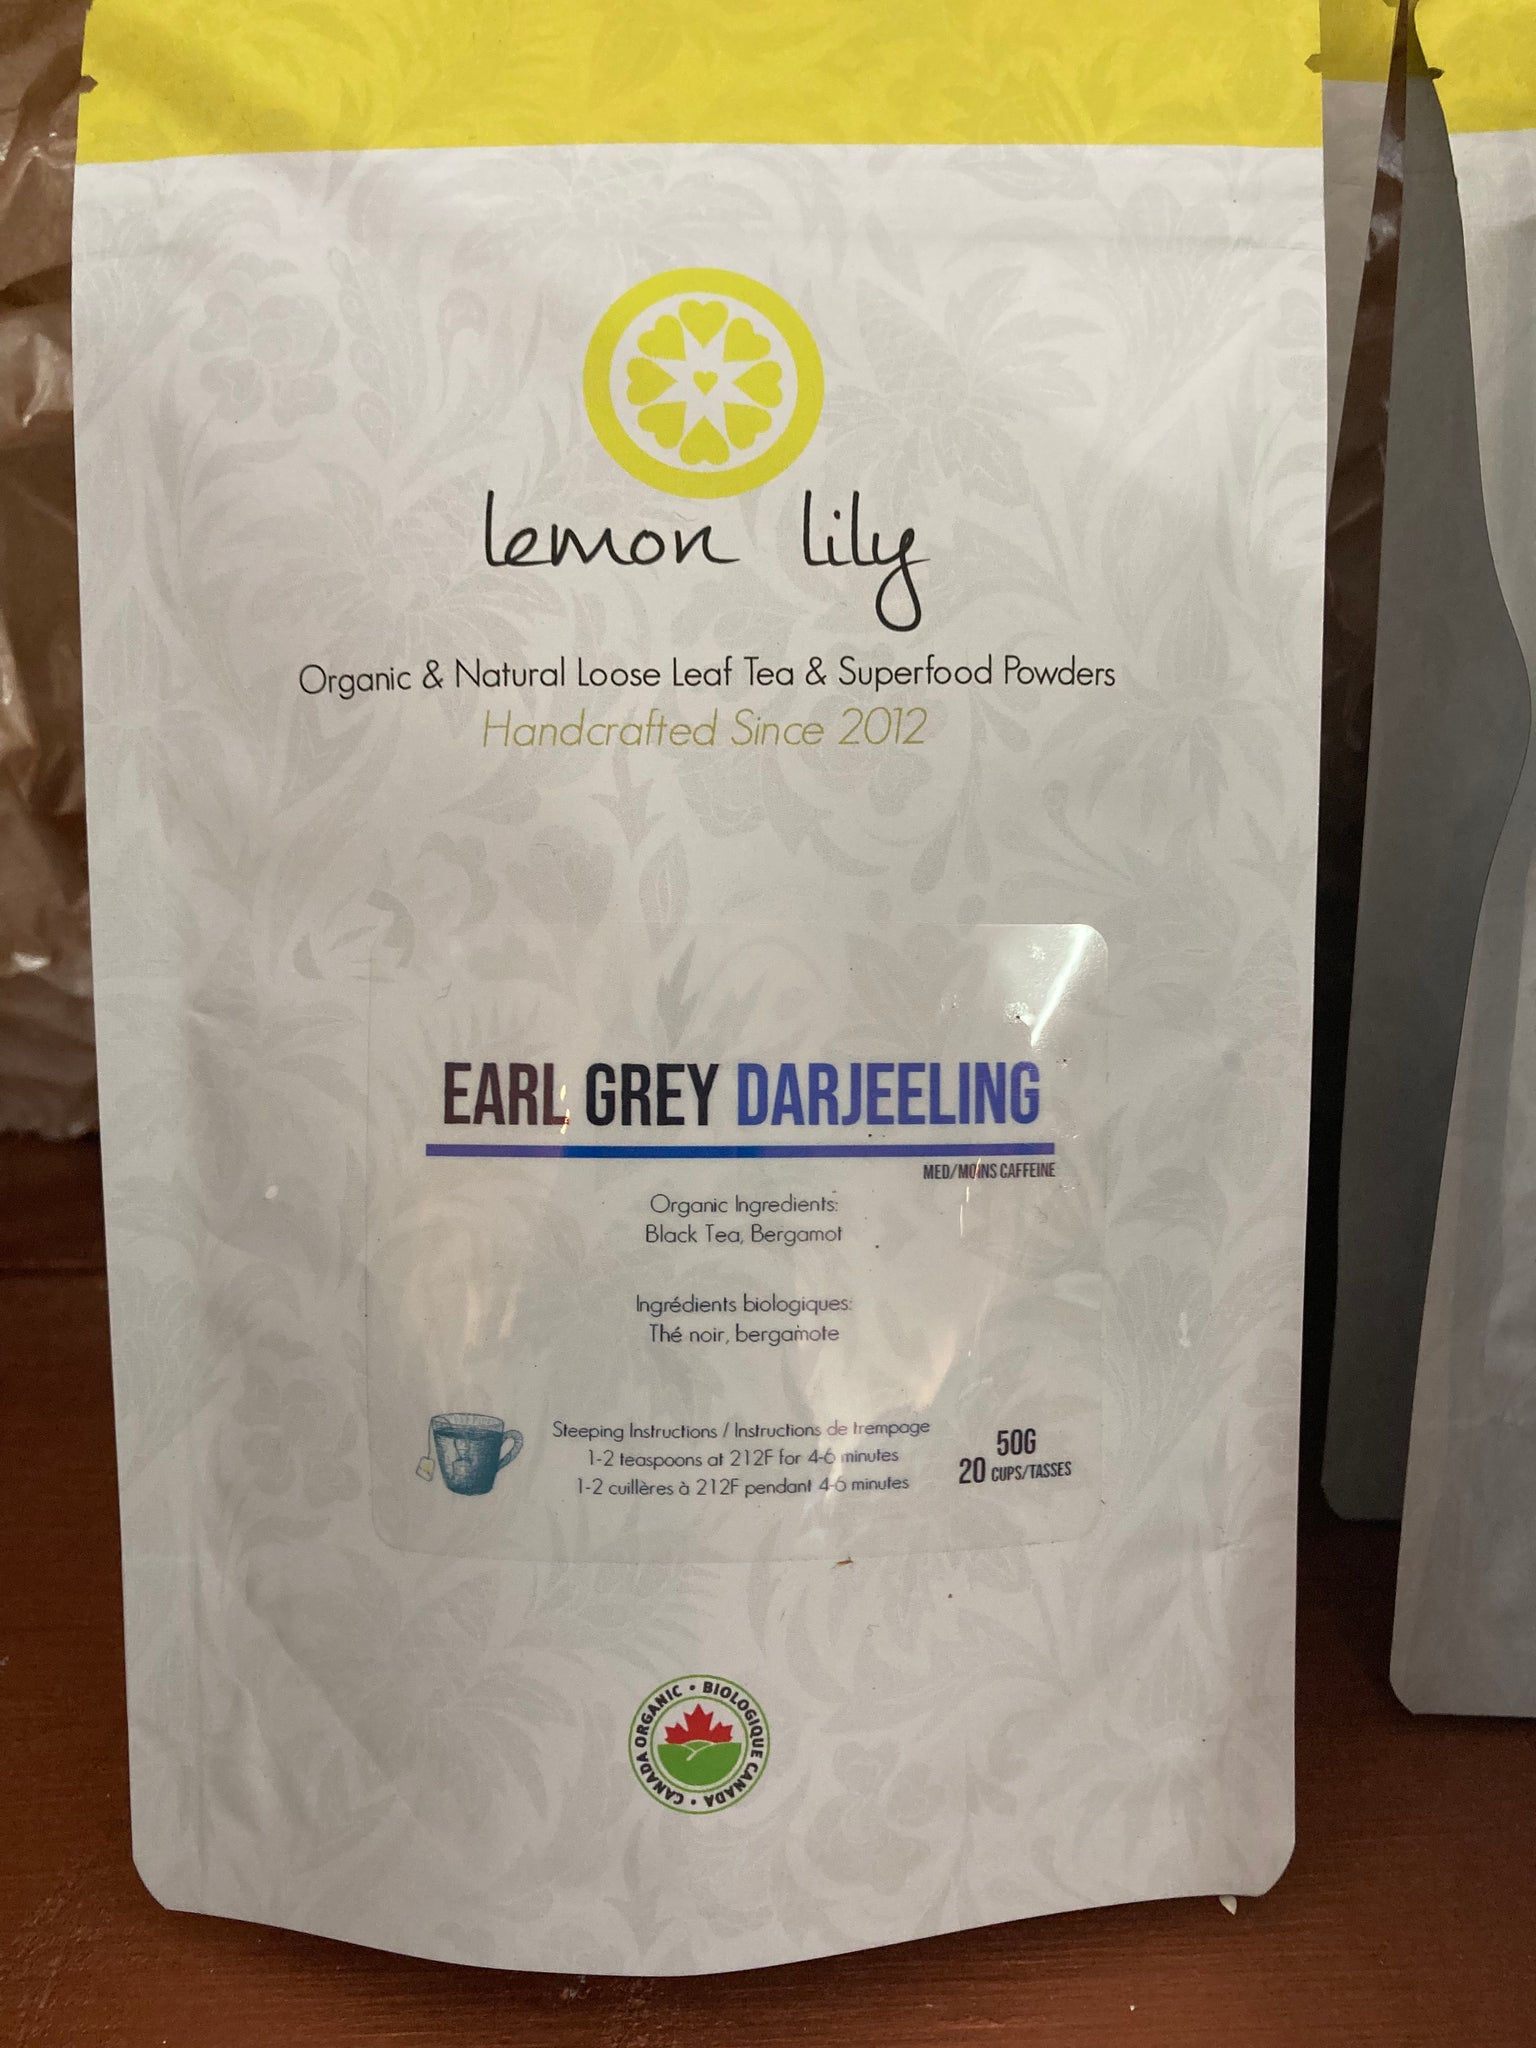 lemon lily
Organic & Natural Loose Leaf Tea & Superfood Powders
Handcrafted Since 2012
EARL GREY DARJEELING
MED/MOINS CAFFEINE
Organic Ingredients:
Black Tea, Bergamot
Ingrédients biologiques:
Thé noir, bergamote
Steeping Instructions / Instructions de trempage
1-2 teaspoons at 212F for 4-6 minutes
1-2 cuillères à 212F pendant 4-6 minutes
50G
20 CUPS/TASSES
CANADA ORGANIC • BIOLOGIQUE CANADA •